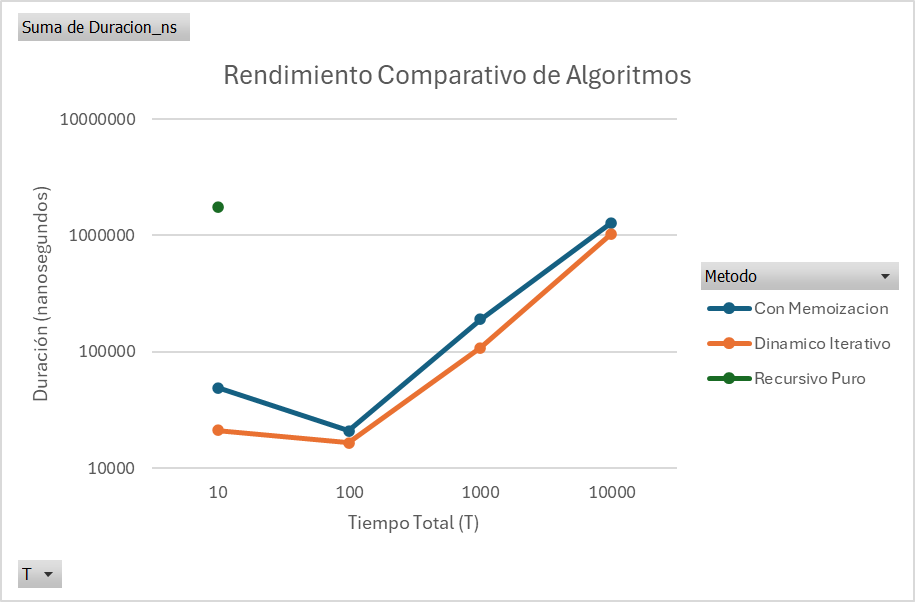 Suma de Duracion_ns
Rendimiento Comparativo de Algoritmos
10000000
1000000
100000
10000
Duración (nanosegundos)
10 100 1000 10000
Tiempo Total (T)
Metodo
Con Memoizacion
Dinamico Iterativo
Recursivo Puro
T